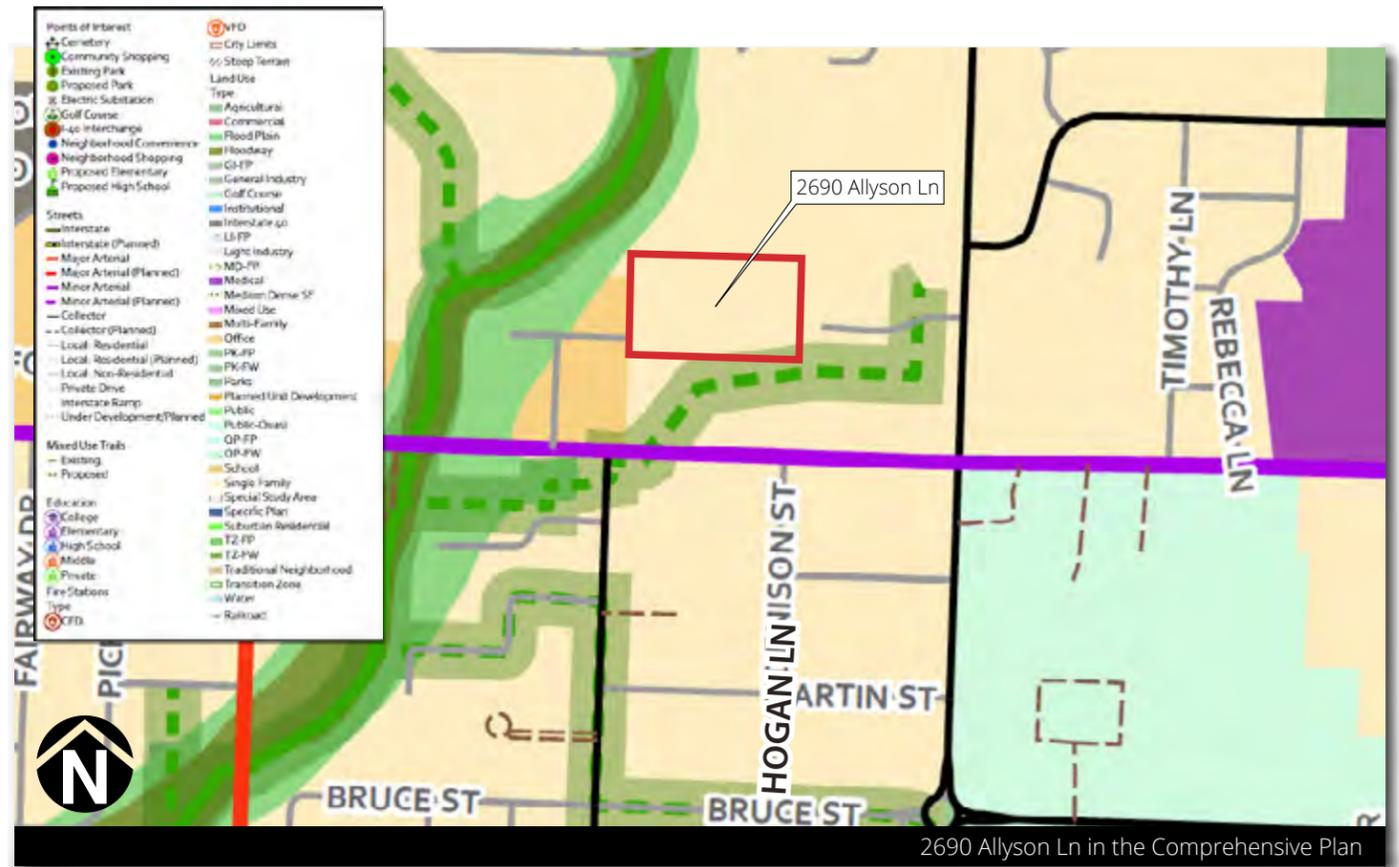 Points of Interest
Cemetery
Community Shopping
Existing Park
Proposed Park
Electric Substation
Golf Course
I-40 Interchange
Neighborhood Convenience
Neighborhood Shopping
Proposed Elementary
Proposed High School
Streets
Interstate
Interstate (Planned)
Major Arterial
Major Arterial (Planned)
Minor Arterial
Minor Arterial (Planned)
Collector
Collector (Planned)
Local: Residential
Local: Residential (Planned)
Local: Non-Residential
Private Drive
Interstate Ramp
Under Development/Planned
Mixed Use Trails
Existing
Proposed
Education
College
Elementary
High School
Middle
Private
Fire Stations
Type
CFD
VFD
City Limits
Steep Terrain
Land Use
Type
Agricultural
Commercial
Flood Plain
Floodway
GI-FP
General Industry
Golf Course
Institutional
Interstate 40
LI-FP
Light Industry
MD-FP
Medical
Medium Dense SF
Mixed Use
Multi-Family
Office
PK-FP
PK-FW
Parks
Planned Unit Development
Public
Public-Quasi
QP-FP
QP-FW
School
Single Family
Special Study Area
Specific Plan
Suburban Residential
TZ-FP
TZ-FW
Traditional Neighborhood
Transition Zone
Water
Railroad
2690 Allyson Ln
TIMOTHY LN
REBECCA LN
FAIRWAY DR
NISON ST
HOGAN LN
ARTIN ST
BRUCE ST
BRUCE ST
N
2690 Allyson Ln in the Comprehensive Plan